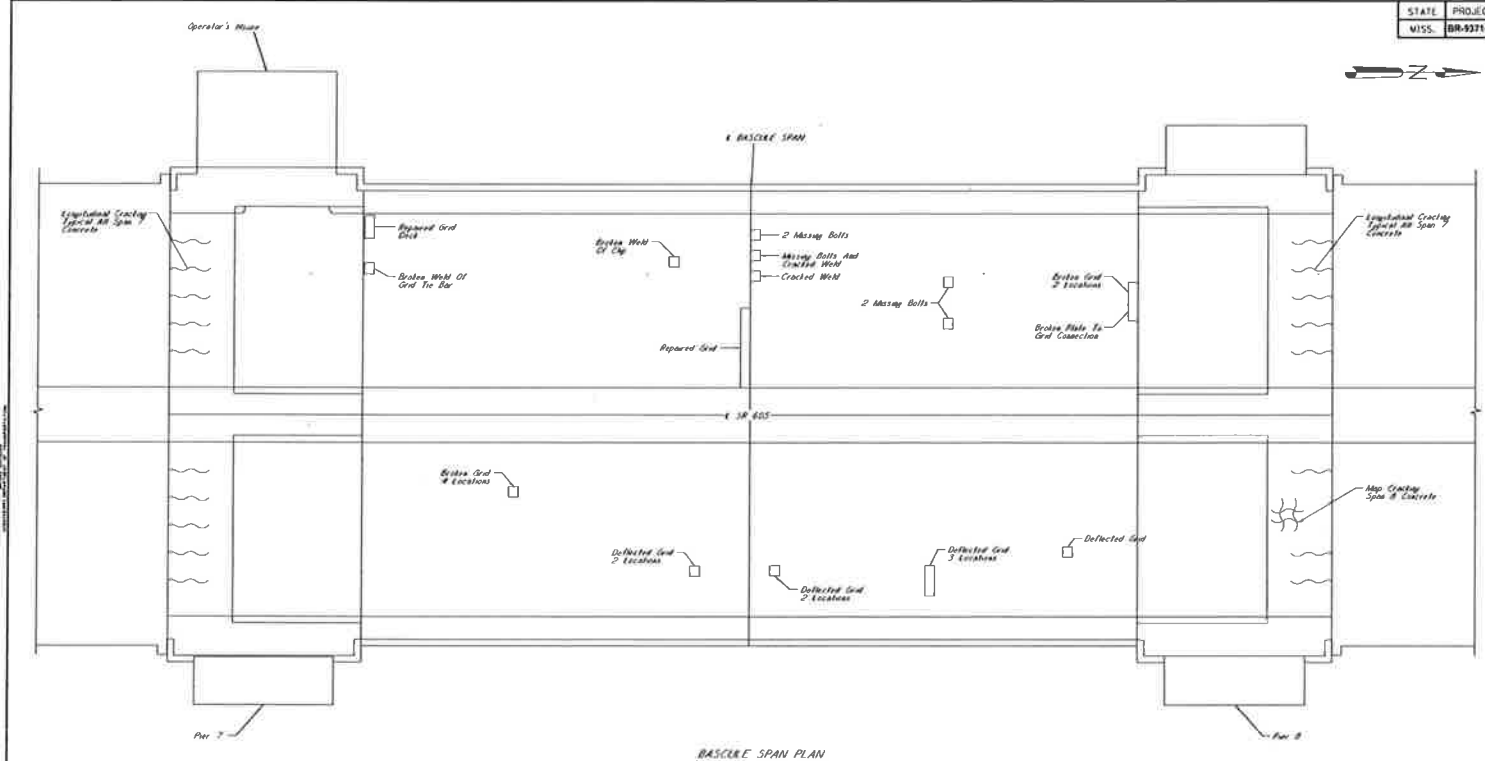 STATE PROJEC
MISS. BR-9371
Operator's House
Z
℄ BASCULE SPAN
Longitudinal Cracking
Typical All Span 7
Concrete
Repaired Grid
Deck
Broken Weld Of
Grid Tie Bar
Broken Weld
Of Clip
2 Missing Bolts
Missing Bolts And
Cracked Weld
Cracked Weld
2 Missing Bolts
Broken Grid
2 Locations
Broken Plate To
Grid Connection
Longitudinal Cracking
Typical All Span 7
Concrete
Repaired Grid
℄ SR 605
Broken Grid
4 Locations
Map Cracking
Span 8 Concrete
Deflected Grid
2 Locations
Deflected Grid
2 Locations
Deflected Grid
3 Locations
Deflected Grid
Pier 7
Pier 8
BASCULE SPAN PLAN